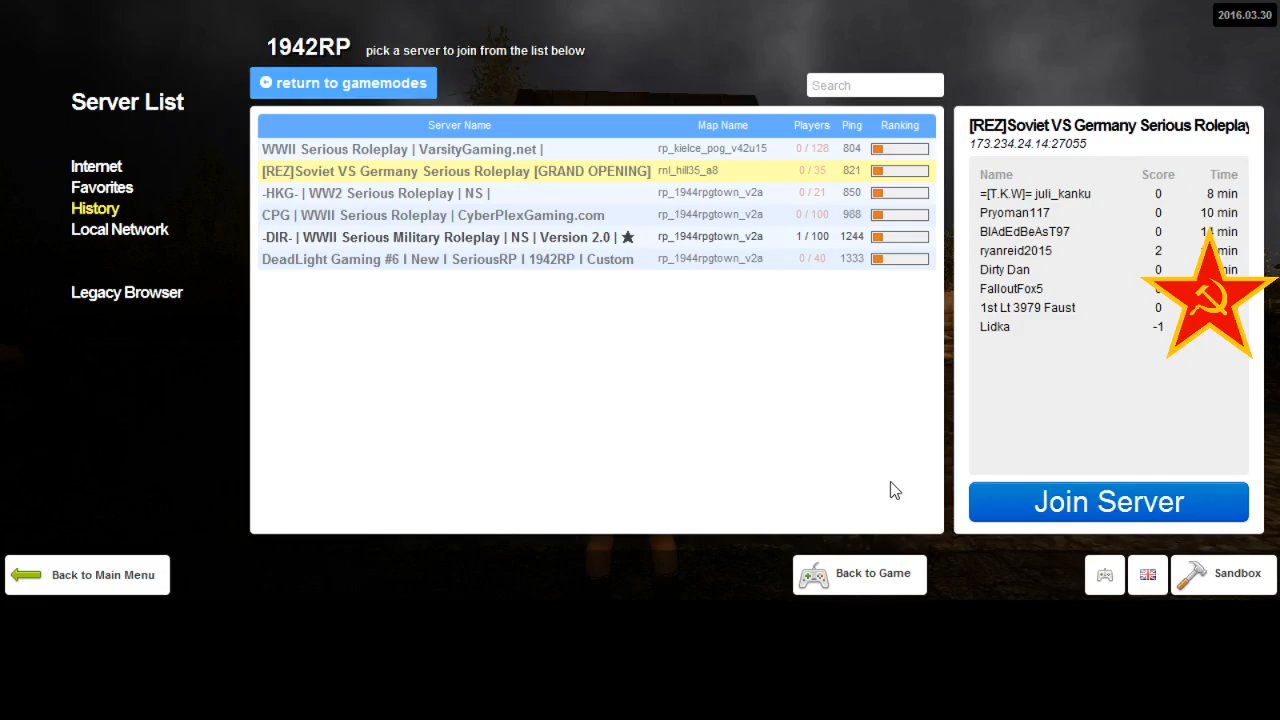 2016.03.30
1942RP pick a server to join from the list below
return to gamemodes
Search
Server List
Internet
Favorites
History
Local Network
Legacy Browser
Server Name Map Name Players Ping Ranking
WWII Serious Roleplay | VarsityGaming.net | rp_kielce_pog_v42u15 0 / 128 804
[REZ]Soviet VS Germany Serious Roleplay [GRAND OPENING] rnl_hill35_a8 0 / 35 821
-HKG- | WW2 Serious Roleplay | NS | rp_1944rpgtown_v2a 0 / 21 850
CPG | WWII Serious Roleplay | CyberPlexGaming.com rp_1944rpgtown_v2a 0 / 100 988
-DIR- | WWII Serious Military Roleplay | NS | Version 2.0 | ★ rp_1944rpgtown_v2a 1 / 100 1244
DeadLight Gaming #6 I New I SeriousRP I 1942RP I Custom rp_1944rpgtown_v2a 0 / 40 1333
[REZ]Soviet VS Germany Serious Roleplay
173.234.24.14:27055
Name Score Time
=[T.K.W]= juli_kanku 0 8 min
Pryoman117 0 10 min
BlAdEdBeAsT97 0 min
ryanreid2015 2 min
Dirty Dan 0 min
FalloutFox5
1st Lt 3979 Faust 0
Lidka -1
Join Server
Back to Main Menu
Back to Game
Sandbox